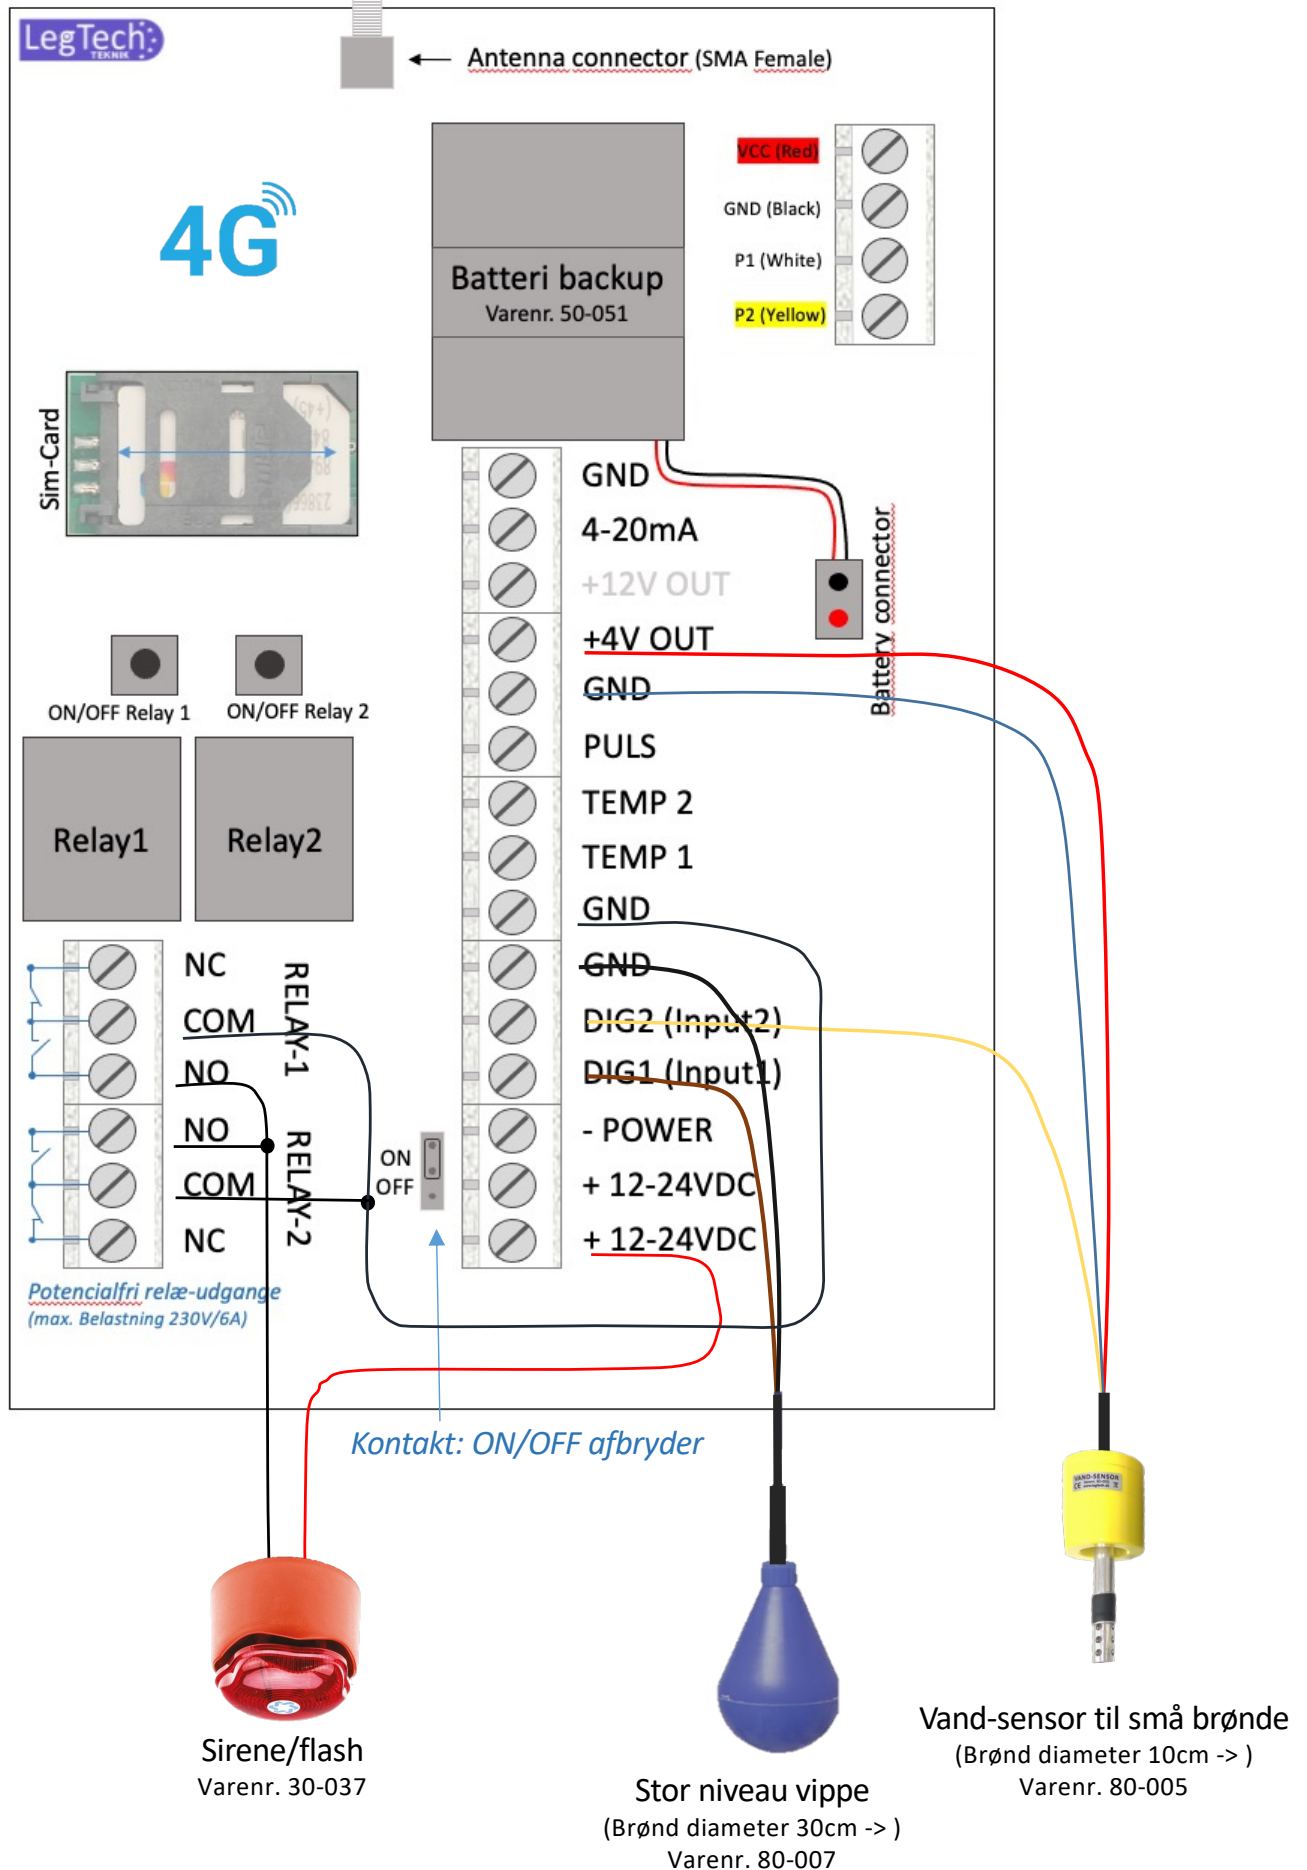 LegTech
TEKNIK
Antenna connector (SMA Female)
VCC (Red)
GND (Black)
P1 (White)
P2 (Yellow)
4G
Batteri backup
Varenr. 50-051
Sim-Card
GND
4-20mA
+12V OUT
+4V OUT
GND
PULS
TEMP 2
TEMP 1
GND
GND
DIG2 (Input2)
DIG1 (Input1)
- POWER
+ 12-24VDC
+ 12-24VDC
Battery connector
ON/OFF Relay 1
ON/OFF Relay 2
Relay1
Relay2
NC
COM
NO
RELAY-1
NO
COM
NC
RELAY-2
ON
OFF
Potencialfri relæ-udgange
(max. Belastning 230V/6A)
Kontakt: ON/OFF afbryder
VAND-SENSOR
Sirene/flash
Varenr. 30-037
Stor niveau vippe
(Brønd diameter 30cm -> )
Varenr. 80-007
Vand-sensor til små brønde
(Brønd diameter 10cm -> )
Varenr. 80-005